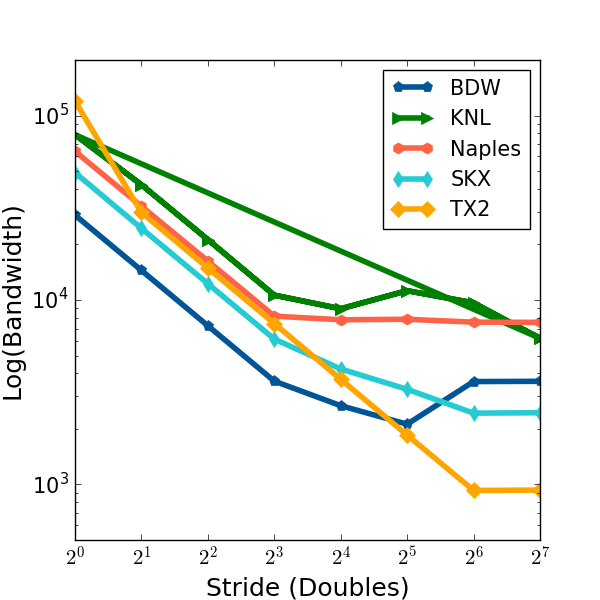 BDW
KNL
Naples
SKX
TX2
Log(Bandwidth)
10^5
10^4
10^3
2^0 2^1 2^2 2^3 2^4 2^5 2^6 2^7
Stride (Doubles)